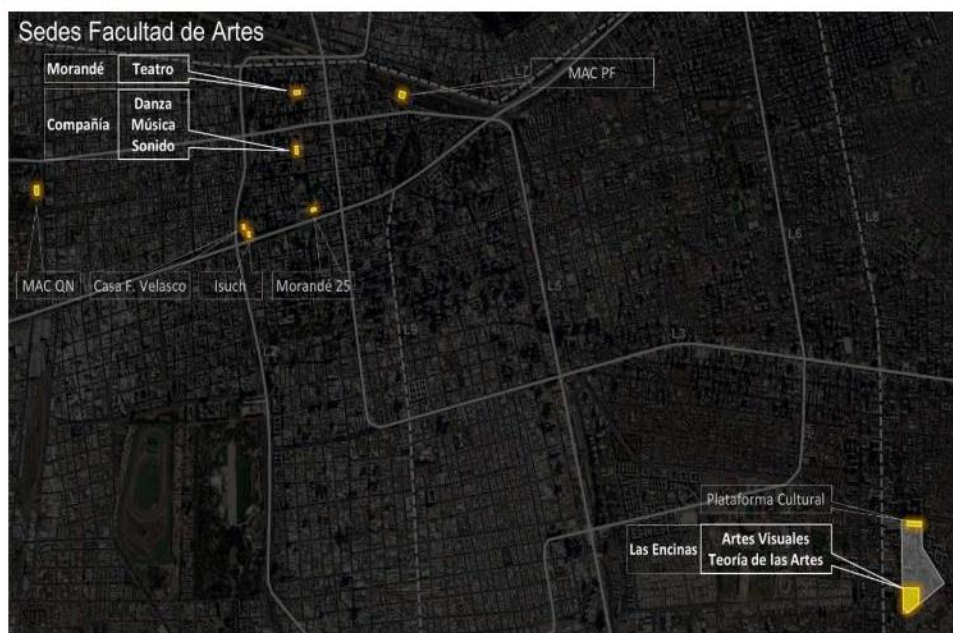 Sedes Facultad de Artes
Morandé
Teatro
Compañía
Danza
Música
Sonido
L7
MAC PF
MAC QN
Casa F. Velasco
Isuch
Morandé 25
L2
L9
L5
L3
L6
L8
Plataforma Cultural
Las Encinas
Artes Visuales
Teoría de las Artes